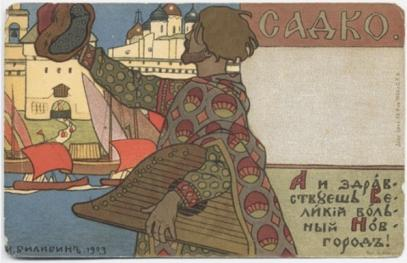 САДКО.
А и здрав-
ствуешь Ве-
ликій воль-
ный Нов-
городъ!
И. БИЛИБИНЪ. 1903